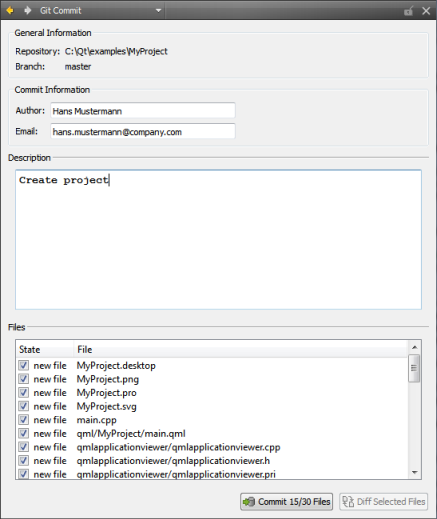 Git Commit
General Information
Repository: C:\Qt\examples\MyProject
Branch: master
Commit Information
Author: Hans Mustermann
Email: hans.mustermann@company.com
Description
Create project
Files
State File
new file MyProject.desktop
new file MyProject.png
new file MyProject.pro
new file MyProject.svg
new file main.cpp
new file qml/MyProject/main.qml
new file qmlapplicationviewer/qmlapplicationviewer.cpp
new file qmlapplicationviewer/qmlapplicationviewer.h
new file qmlapplicationviewer/qmlapplicationviewer.pri
Commit 15/30 Files Diff Selected Files